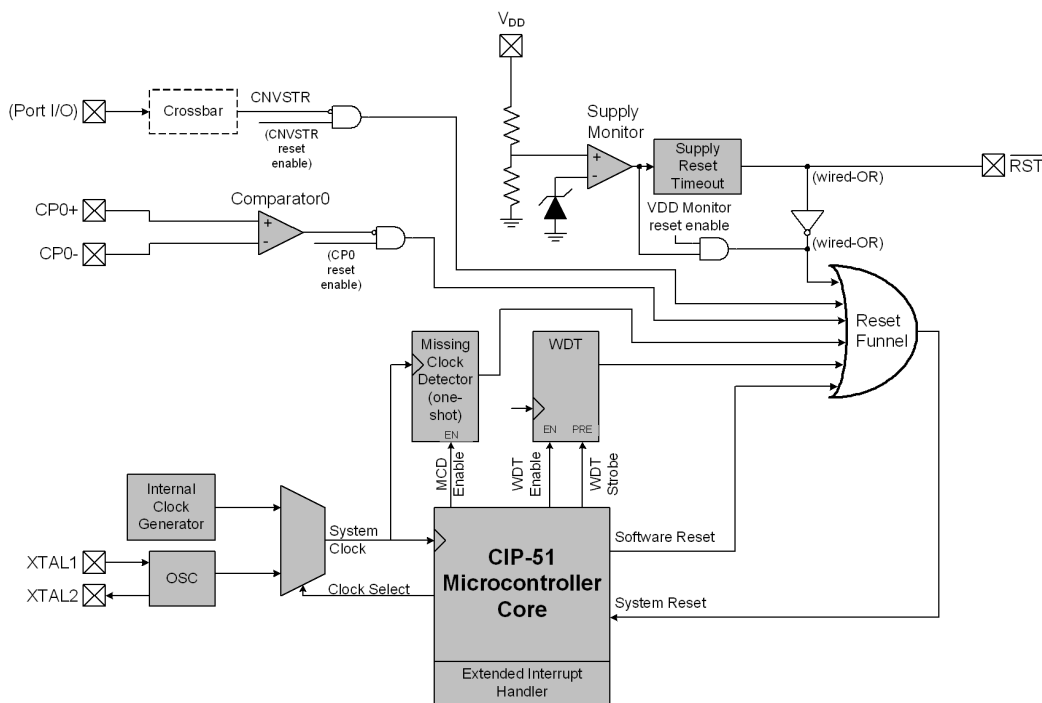 VDD
(Port I/O)
Crossbar
CNVSTR
(CNVSTR
reset
enable)
Supply
Monitor
+
-
Supply
Reset
Timeout
(wired-OR)
RST
CP0+
CP0-
Comparator0
+
-
(CP0
reset
enable)
VDD Monitor
reset enable
(wired-OR)
Reset
Funnel
Missing
Clock
Detector
(one-
shot)
EN
WDT
EN
PRE
MCD
Enable
WDT
Enable
WDT
Strobe
Internal
Clock
Generator
System
Clock
XTAL1
XTAL2
OSC
Clock Select
CIP-51
Microcontroller
Core
Software Reset
System Reset
Extended Interrupt
Handler